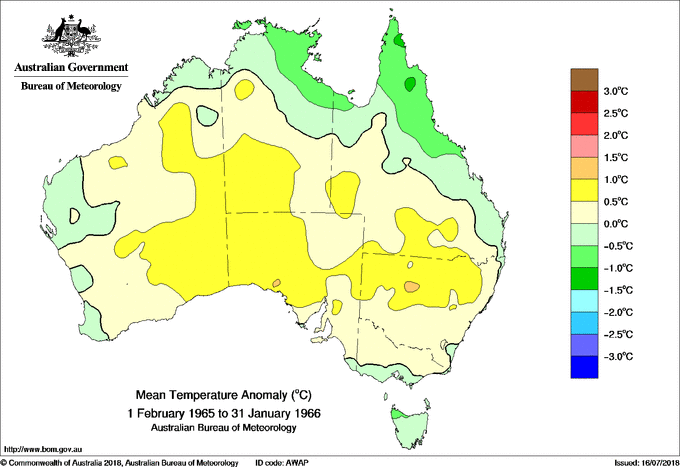 Australian Government
Bureau of Meteorology
3.0°C
2.5°C
2.0°C
1.5°C
1.0°C
0.5°C
0.0°C
-0.5°C
-1.0°C
-1.5°C
-2.0°C
-2.5°C
-3.0°C
Mean Temperature Anomaly (°C)
1 February 1965 to 31 January 1966
Australian Bureau of Meteorology
http://www.bom.gov.au
© Commonwealth of Australia 2018, Australian Bureau of Meteorology ID code: AWAP Issued: 16/07/2018